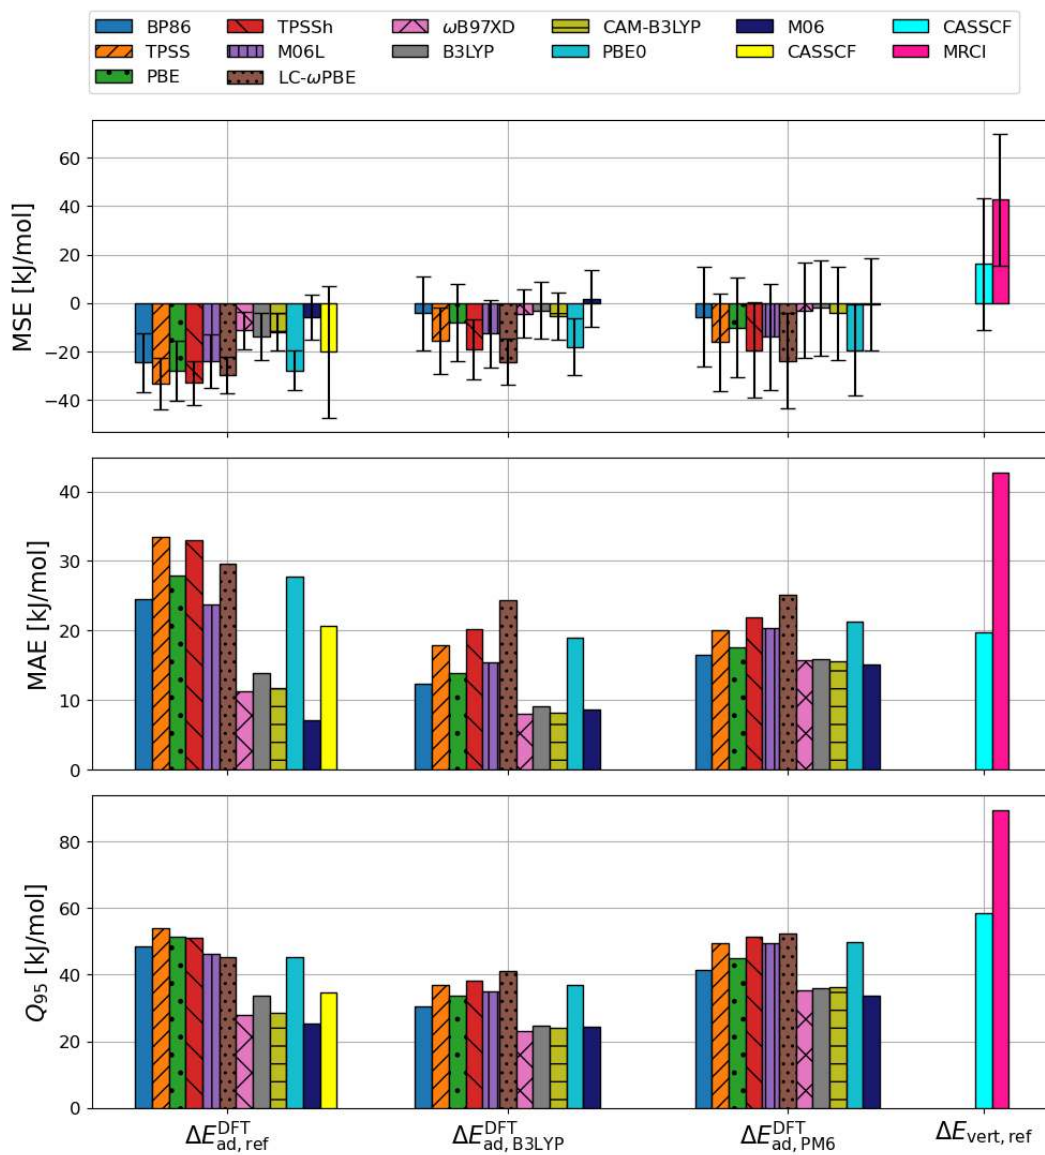 BP86 TPSSh ωB97XD CAM-B3LYP M06 CASSCF
TPSS M06L B3LYP PBE0 CASSCF MRCI
PBE LC-ωPBE
MSE [kJ/mol]
60
40
20
0
−20
−40
MAE [kJ/mol]
40
30
20
10
0
Q95 [kJ/mol]
80
60
40
20
0
ΔE^DFT_ad, ref ΔE^DFT_ad, B3LYP ΔE^DFT_ad, PM6 ΔE_vert, ref